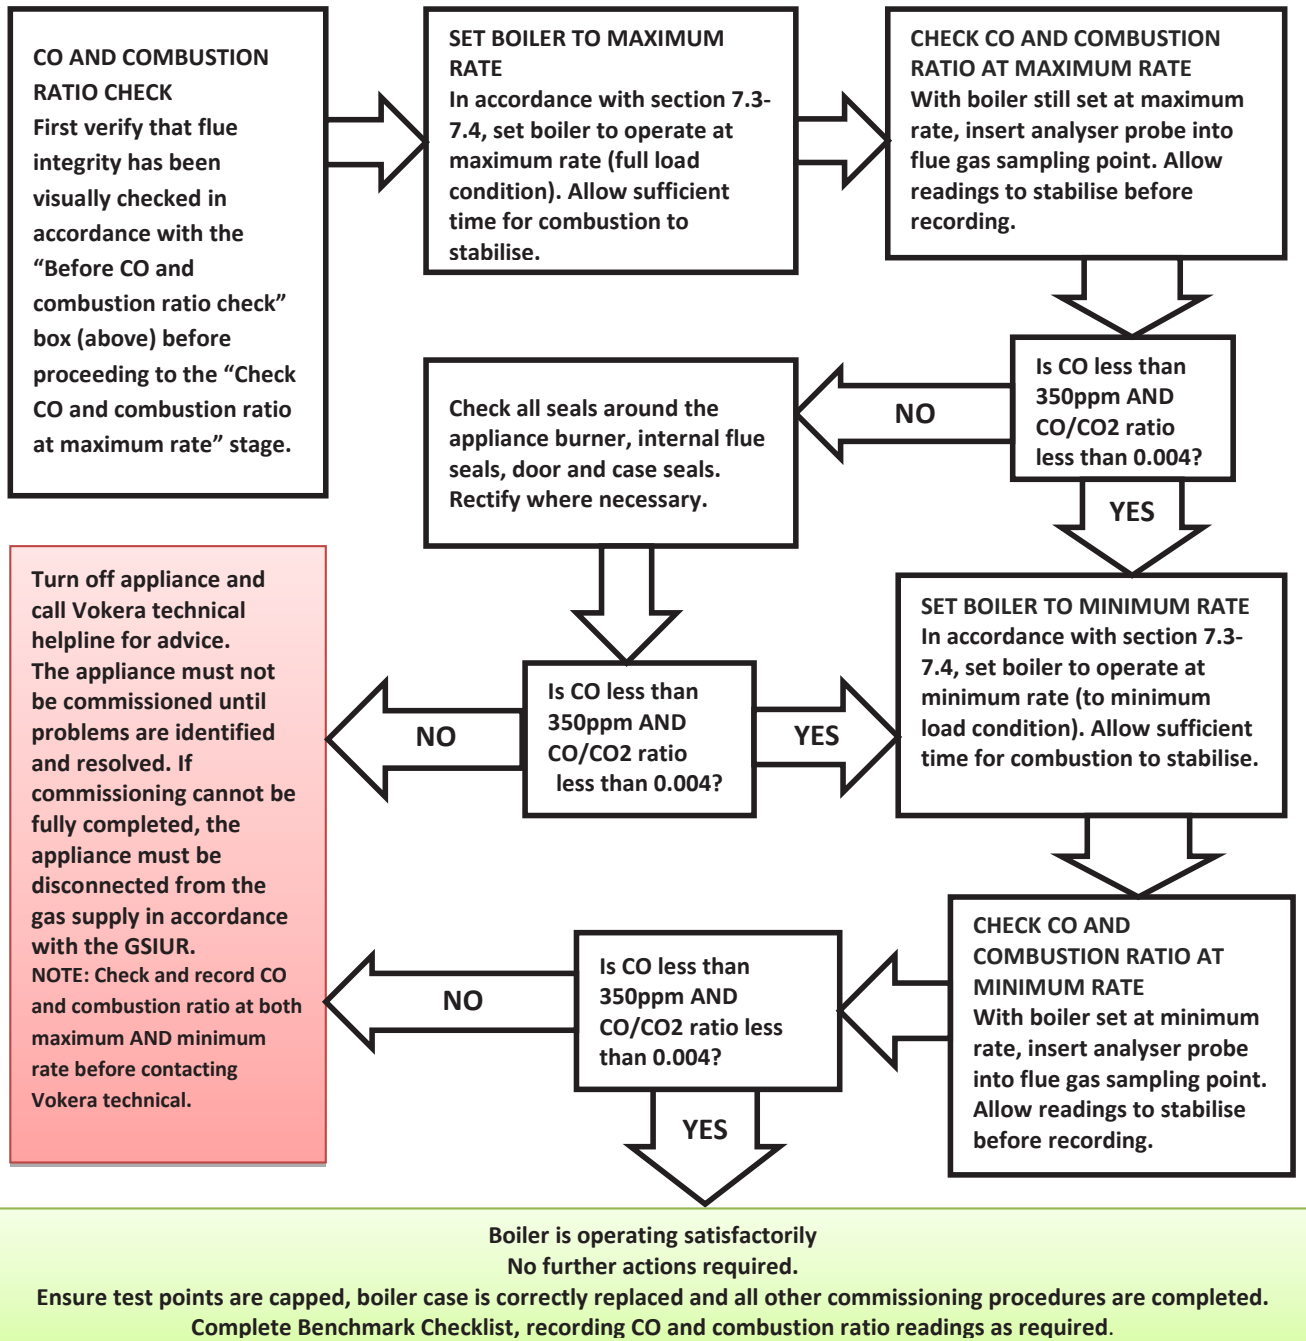 CO AND COMBUSTION
RATIO CHECK
First verify that flue
integrity has been
visually checked in
accordance with the
“Before CO and
combustion ratio check”
box (above) before
proceeding to the “Check
CO and combustion ratio
at maximum rate” stage.
SET BOILER TO MAXIMUM
RATE
In accordance with section 7.3-
7.4, set boiler to operate at
maximum rate (full load
condition). Allow sufficient
time for combustion to
stabilise.
CHECK CO AND COMBUSTION
RATIO AT MAXIMUM RATE
With boiler still set at maximum
rate, insert analyser probe into
flue gas sampling point. Allow
readings to stabilise before
recording.
Is CO less than
350ppm AND
CO/CO2 ratio
less than 0.004?
NO
YES
Check all seals around the
appliance burner, internal flue
seals, door and case seals.
Rectify where necessary.
Is CO less than
350ppm AND
CO/CO2 ratio
less than 0.004?
NO
YES
SET BOILER TO MINIMUM RATE
In accordance with section 7.3-
7.4, set boiler to operate at
minimum rate (to minimum
load condition). Allow sufficient
time for combustion to stabilise.
CHECK CO AND
COMBUSTION RATIO AT
MINIMUM RATE
With boiler set at minimum
rate, insert analyser probe
into flue gas sampling point.
Allow readings to stabilise
before recording.
Is CO less than
350ppm AND
CO/CO2 ratio less
than 0.004?
NO
YES
Turn off appliance and
call Vokera technical
helpline for advice.
The appliance must not
be commissioned until
problems are identified
and resolved. If
commissioning cannot be
fully completed, the
appliance must be
disconnected from the
gas supply in accordance
with the GSIUR.
NOTE: Check and record CO
and combustion ratio at both
maximum AND minimum
rate before contacting
Vokera technical.
Boiler is operating satisfactorily
No further actions required.
Ensure test points are capped, boiler case is correctly replaced and all other commissioning procedures are completed.
Complete Benchmark Checklist, recording CO and combustion ratio readings as required.